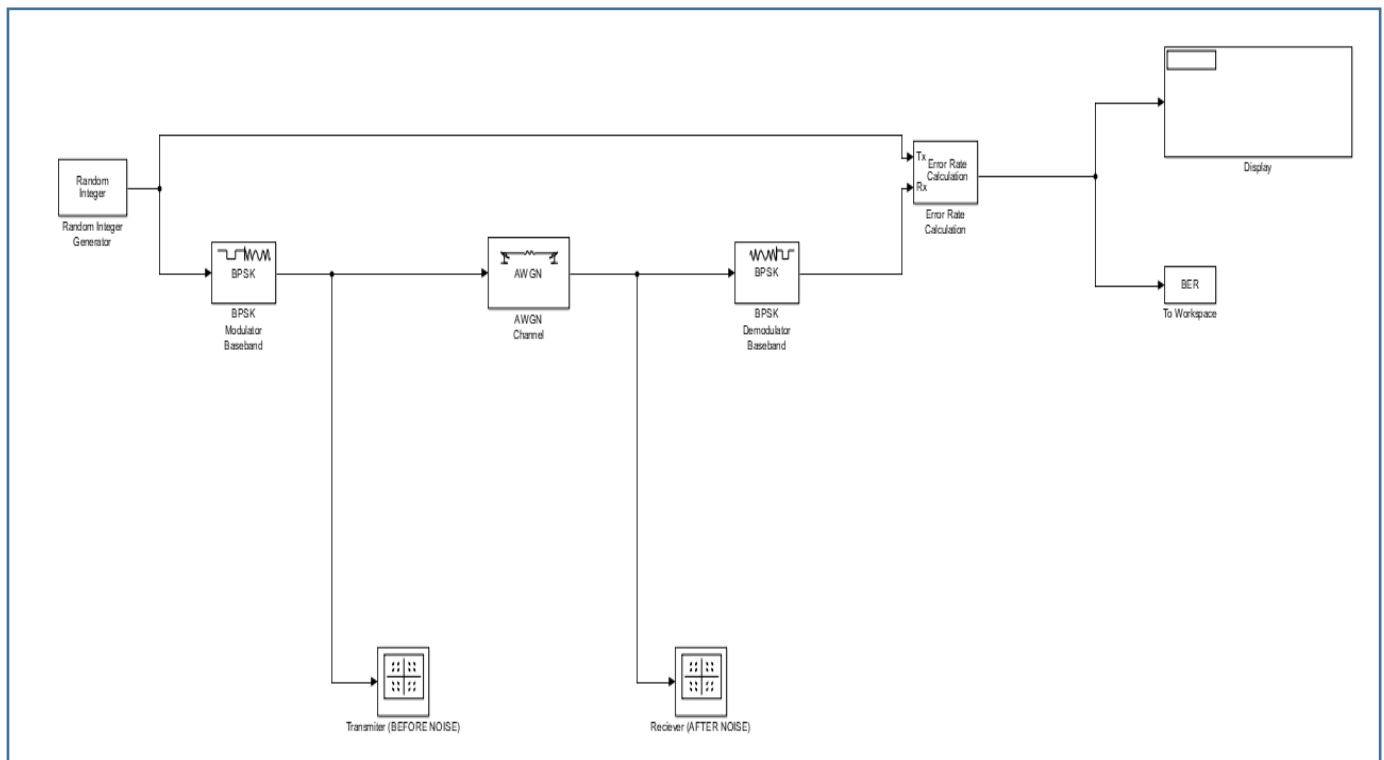 Random
Integer
Random Integer
Generator
BPSK
BPSK
Modulator
Baseband
AWGN
AWGN
Channel
BPSK
BPSK
Demodulator
Baseband
Tx
Rx
Error Rate
Calculation
Error Rate
Calculation
Display
BER
To Workspace
Transmiter (BEFORE NOISE)
Reciever (AFTER NOISE)